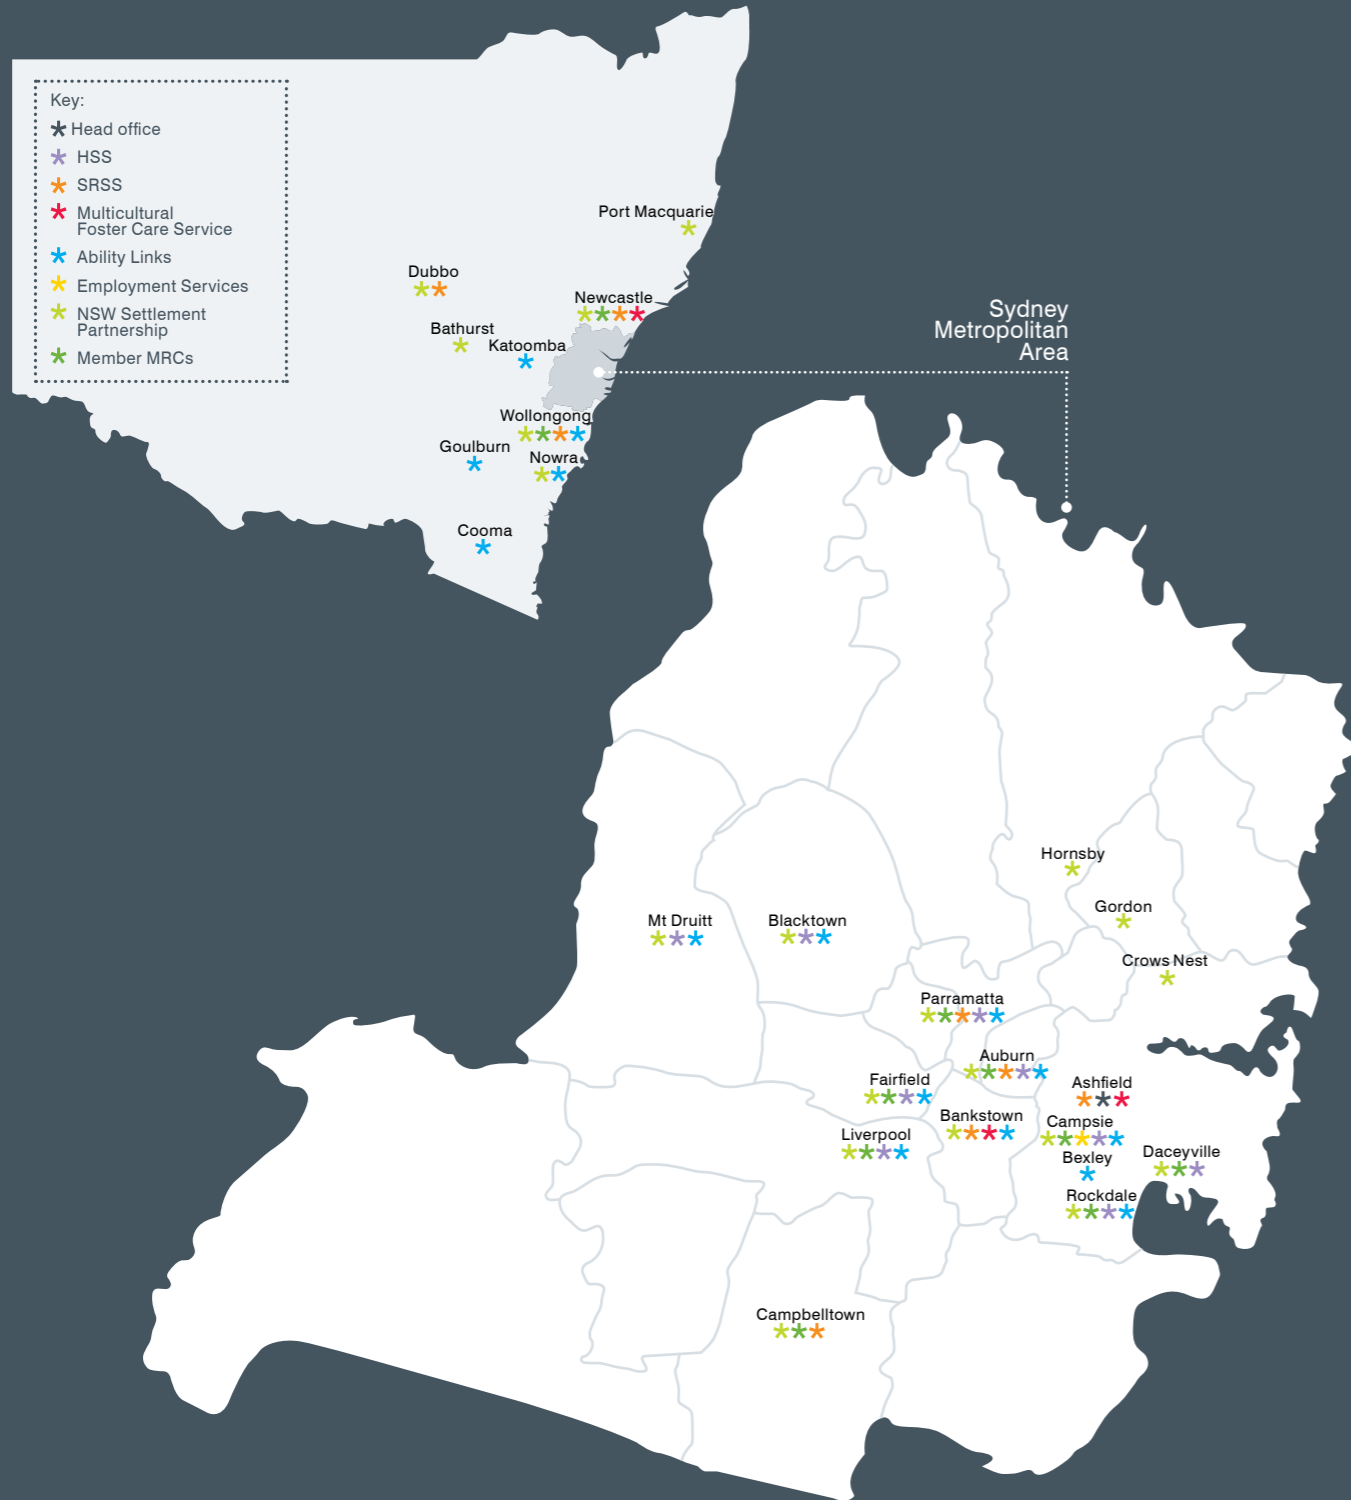 Key:
Head office
HSS
SRSS
Multicultural
Foster Care Service
Ability Links
Employment Services
NSW Settlement
Partnership
Member MRCs
Port Macquarie
Dubbo
Newcastle
Bathurst
Katoomba
Wollongong
Goulburn
Nowra
Cooma
Sydney
Metropolitan
Area
Hornsby
Gordon
Mt Druitt
Blacktown
Crows Nest
Parramatta
Auburn
Fairfield
Ashfield
Bankstown
Campsie
Liverpool
Daceyville
Bexley
Rockdale
Campbelltown